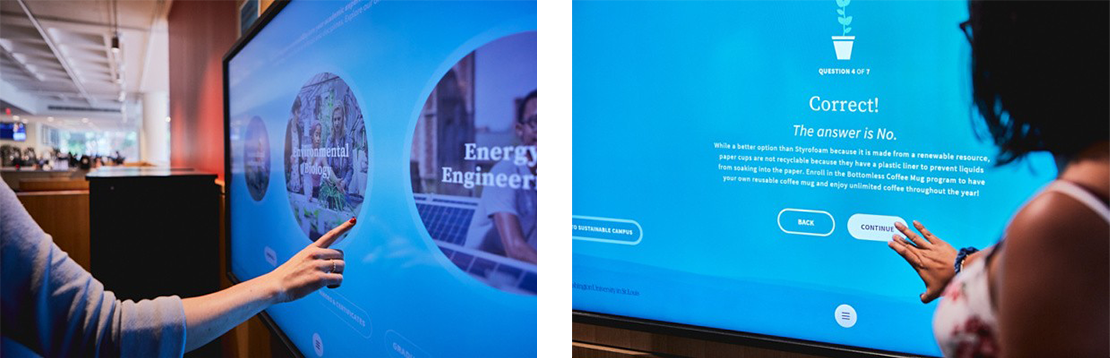 Environmental
Biology
Energy
Engineeri
QUESTION 4 OF 7
Correct!
The answer is No.
While a better option than Styrofoam because it is made from a renewable resource,
paper cups are not recyclable because they have a plastic liner to prevent liquids
from soaking into the paper. Enroll in the Bottomless Coffee Mug program to have
your own reusable coffee mug and enjoy unlimited coffee throughout the year!
BACK
CONTINUE
TO SUSTAINABLE CAMPUS